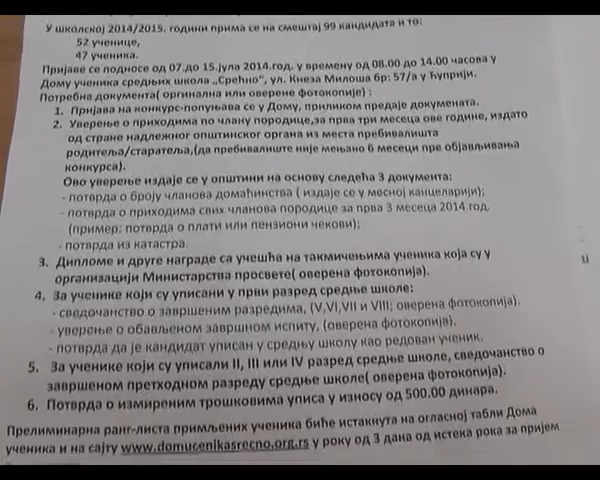 У школској 2014/2015. години прима се на смештај 99 кандидата и то:
52 ученице,
47 ученика.
Пријаве се подносе од 07.до 15.јула 2014.год. у времену од 08.00 до 14.00 часова у
Дому ученика средњих школа „Срећно“, ул. Кнеза Милоша бр: 57/а у Ћуприји.
Потребна документа( оргинална или оверене фотокопије) :
1. Пријава на конкурс-попуњава се у Дому, приликом предаје докумената.
2. Уверење о приходима по члану породице,за прва три месеца ове године, издато
од стране надлежног општинског органа из места пребивалишта
родитеља/старатеља,(да пребивалиште није мењано 6 месеци пре објављивања
конкурса).
Ово уверење издаје се у општини на основу следећа 3 документа:
- потврда о броју чланова домаћинства ( издаје се у месној канцеларији);
- потврда о приходима свих чланова породице за прва 3 месеца 2014.год.
(пример: потврда о плати или пензиони чекови);
- потврда из катастра.
3. Дипломе и друге награде са учешћа на такмичењима ученика која су у
организацији Министарства просвете( оверена фотокопија).
4. За ученике који су уписани у први разред средње школе:
- сведочанство о завршеним разредима, (V,VI,VII и VIII; оверена фотокопија).
- уверење о обављеном завршном испиту, (оверена фотокопија).
- потврда да је кандидат уписан у средњу школу као редован ученик.
5. За ученике који су уписали II, III или IV разред средње школе, сведочанство о
завршеном претходном разреду средње школе( оверена фотокопија).
6. Потврда о измиреним трошковима уписа у износу од 500.00 динара.
Прелиминарна ранг-листа примљених ученика биће истакнута на огласној табли Дома
ученика и на сајту www.domucenikasrecno.org.rs у року од 3 дана од истека рока за пријем